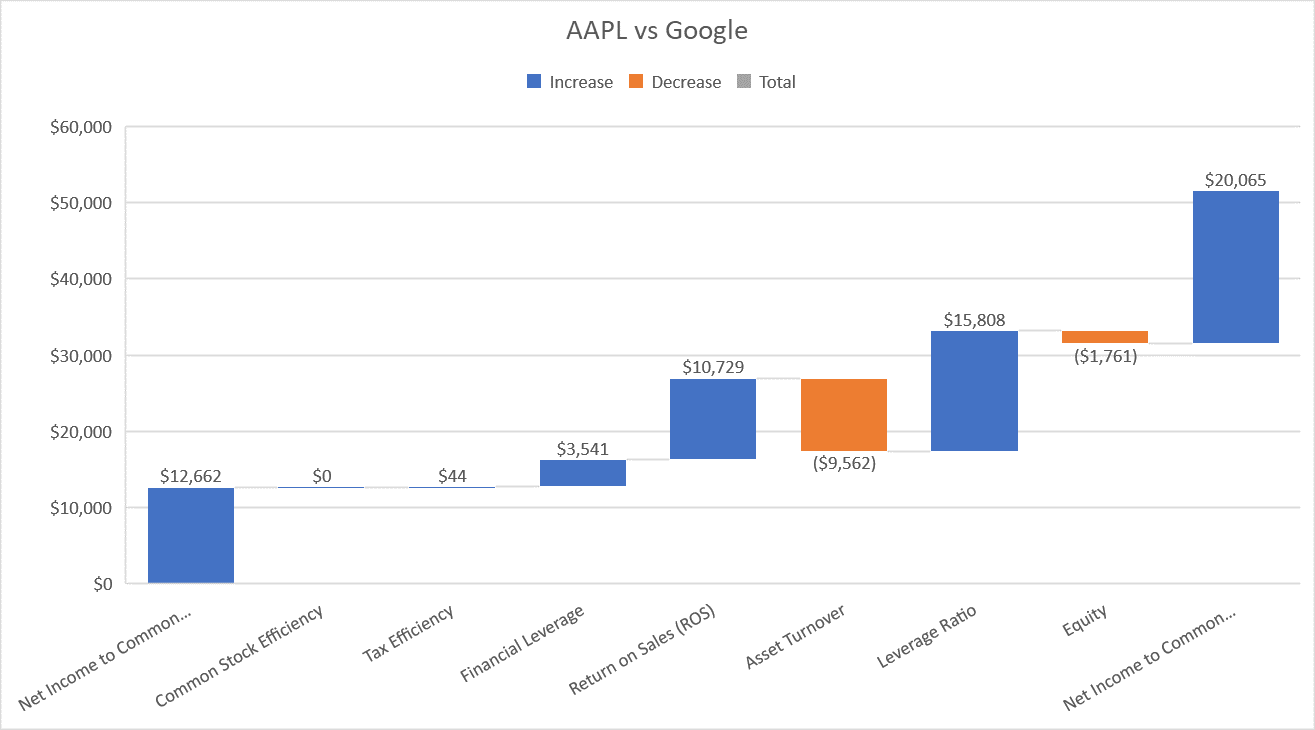 AAPL vs Google
Increase Decrease Total
$60,000
$50,000
$40,000
$30,000
$20,000
$10,000
$0
$12,662
$0
$44
$3,541
$10,729
($9,562)
$15,808
($1,761)
$20,065
Net Income to Common...
Common Stock Efficiency
Tax Efficiency
Financial Leverage
Return on Sales (ROS)
Asset Turnover
Leverage Ratio
Equity
Net Income to Common...